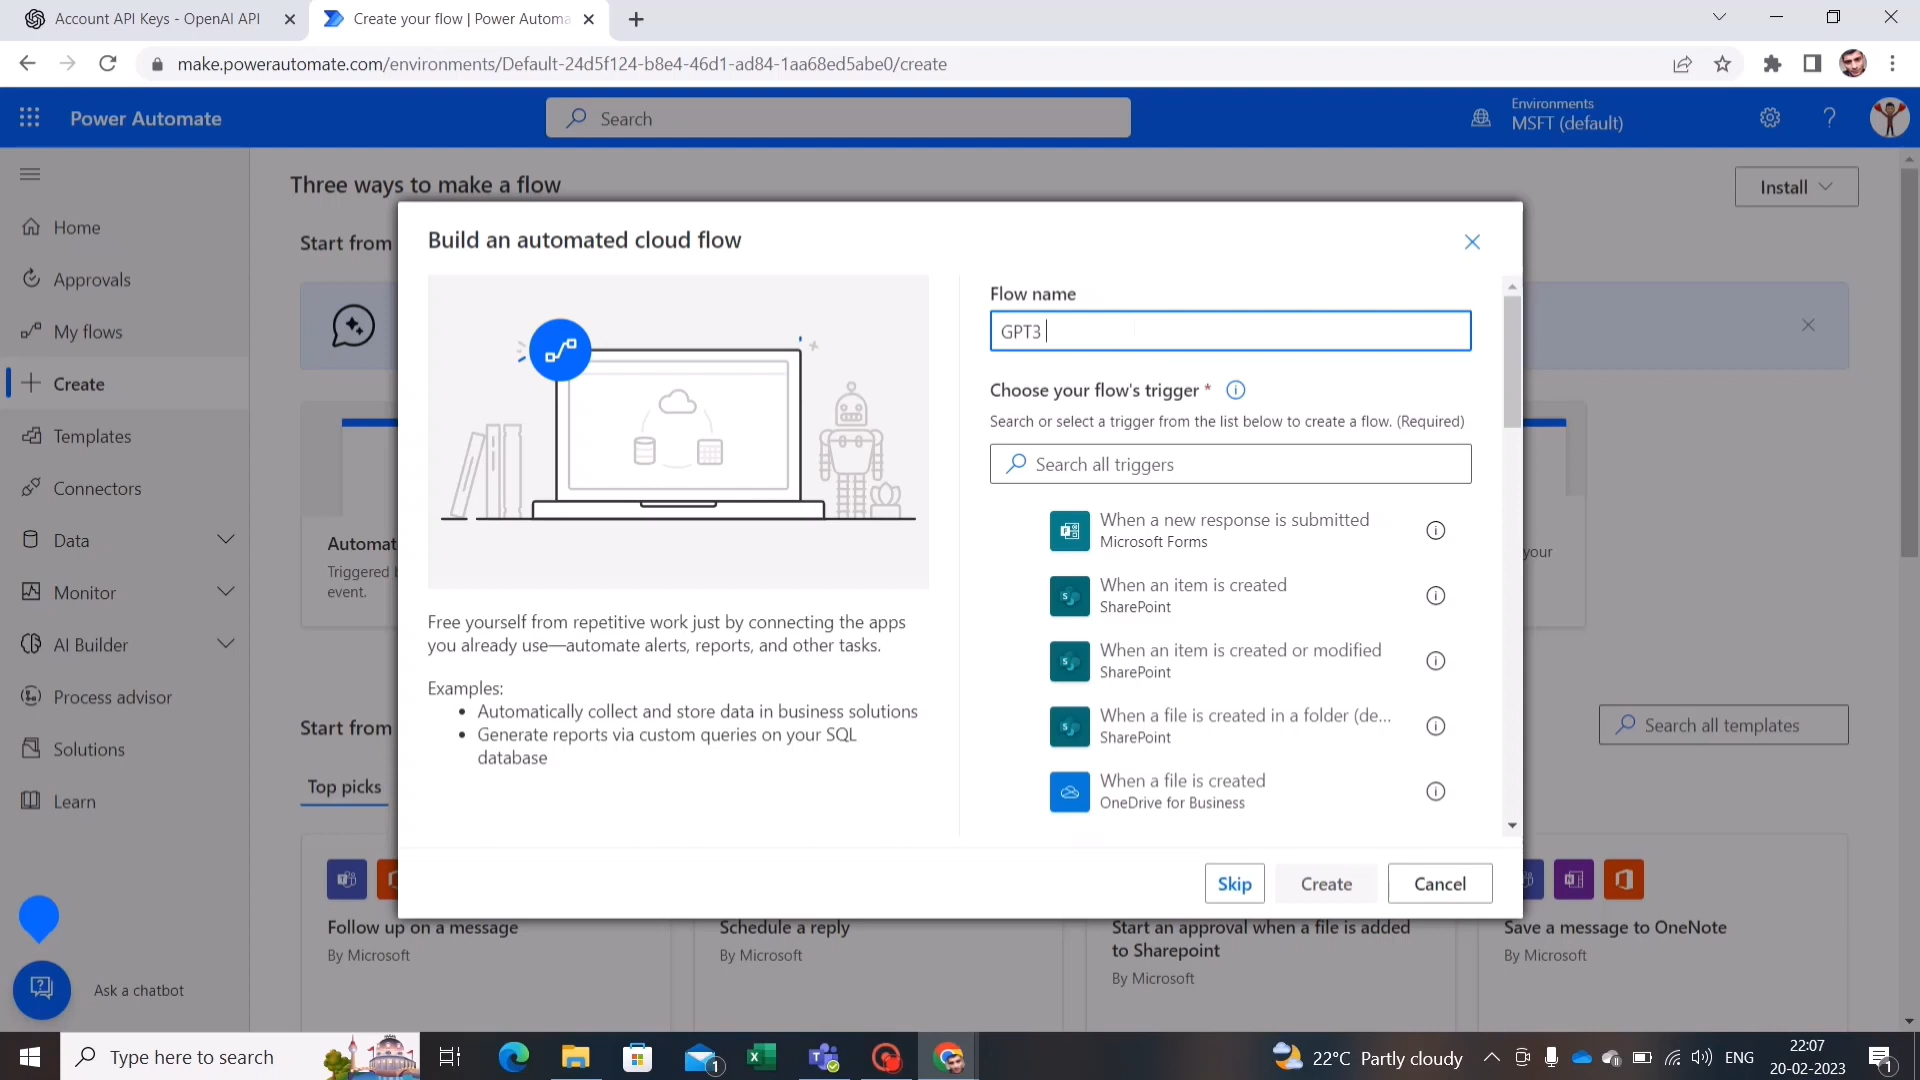 Account API Keys - OpenAI API
Create your flow | Power Automa
make.powerautomate.com/environments/Default-24d5f124-b8e4-46d1-ad84-1aa68ed5abe0/create
Power Automate
Search
Environments
MSFT (default)
Three ways to make a flow
Install
Home
Approvals
My flows
Create
Templates
Connectors
Data
Monitor
AI Builder
Process advisor
Solutions
Learn
Ask a chatbot
Start from
Automat
Triggered b
event.
your
Build an automated cloud flow
Free yourself from repetitive work just by connecting the apps
you already use—automate alerts, reports, and other tasks.
Examples:
• Automatically collect and store data in business solutions
• Generate reports via custom queries on your SQL
database
Flow name
GPT3
Choose your flow's trigger *
Search or select a trigger from the list below to create a flow. (Required)
Search all triggers
When a new response is submitted
Microsoft Forms
When an item is created
SharePoint
When an item is created or modified
SharePoint
When a file is created in a folder (de...
SharePoint
When a file is created
OneDrive for Business
Skip
Create
Cancel
Start from
Search all templates
Top picks
Follow up on a message
By Microsoft
Schedule a reply
By Microsoft
Start an approval when a file is added
to Sharepoint
By Microsoft
Save a message to OneNote
By Microsoft
Type here to search
1
22°C Partly cloudy
ENG
22:07
20-02-2023
1